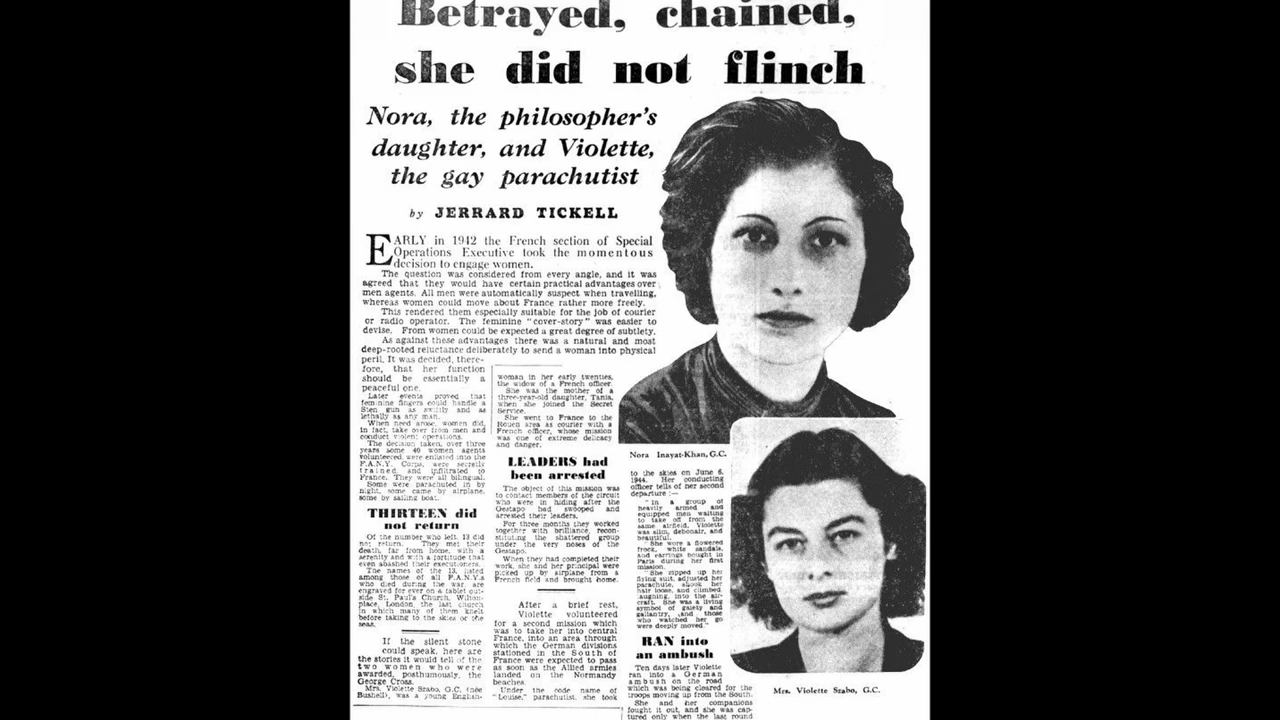 Betrayed, chained,
she did not flinch
Nora, the philosopher's
daughter, and Violette,
the gay parachutist
by JERRARD TICKELL
EARLY in 1942 the French section of Special
Operations Executive took the momentous
decision to engage women.
The question was considered from every angle, and it was
agreed that they would have certain practical advantages over
men agents. All men were automatically suspect when travelling,
whereas women could move about France rather more freely.
This rendered them especially suitable for the job of courier
or radio operator. The feminine "cover-story" was easier to
devise. From women could be expected a great degree of subtlety.
As against these advantages there was a natural and most
deep-rooted reluctance deliberately to send a woman into physical
peril. It was decided, there-
fore, that her function
should be essentially a
peaceful one.
Later events proved that
feminine fingers could handle a
Sten gun as swiftly and as
lethally as any man.
When need arose, women did,
in fact, take over from men and
conduct violent operations.
The decision taken, over three
years some 40 women agents
volunteered, were enlisted into the
F.A.N.Y. Corps, were secretly
trained and infiltrated to
France. They were all bilingual.
Some were parachuted in by
night, some came by airplane,
some by sailing boat.
THIRTEEN did
not return
Of the number who left, 13 did
not return. They met their
death, far from home, with a
serenity and with a fortitude that
even abashed their executioners.
The names of the 13, listed
among those of all F.A.N.Y.s
who died during the war, are
engraved for ever on a tablet out-
side St. Paul's Church, Wilton-
place, London, the last church
in which many of them knelt
before taking to the skies or the
seas.
If the silent stone
could speak, here are
the stories it would tell of the
two women who were
awarded, posthumously, the
George Cross.
Mrs. Violette Szabo, G.C. (née
Bushell), was a young English-
woman in her early twenties,
the widow of a French officer.
She was the mother of a
three-year-old daughter, Tania,
when she joined the Secret
Service.
She went to France to the
Rouen area as courier with a
French officer, whose mission
was one of extreme delicacy
and danger.
LEADERS had
been arrested
The object of this mission was
to contact members of the circuit
who were in hiding after the
Gestapo had swooped and
arrested their leaders.
For three months they worked
together with brilliance, recon-
stituting the shattered group
under the very noses of the
Gestapo.
When they had completed their
work, she and her principal were
picked up by airplane from a
French field and brought home.
After a brief rest,
Violette volunteered
for a second mission which
was to take her into central
France, into an area through
which the German divisions
stationed in the South of
France were expected to pass
as soon as the Allied armies
landed on the Normandy
beaches.
Under the code name of
"Louise," parachutist, she took
Nora Inayat-Khan, G.C.
to the skies on June 6,
1944. Her conducting
officer tells of her second
departure :—
"In a group of
heavily armed and
equipped men waiting
to take off from the
same airfield, Violette
was slim, debonair, and
beautiful.
"She wore a flowered
frock, white sandals,
and earrings bought in
Paris during her first
mission.
"She zipped up her
flying suit, adjusted her
parachute, shook her
hair loose, and climbed,
laughing, into the air-
craft. She was a living
symbol of gaiety and
gallantry, and those
who watched her go
were deeply moved."
RAN into
an ambush
Ten days later Violette
ran into a German
ambush on the road
which was being cleared for the
troops moving up from the South.
She and her companions
fought it out, and she was cap-
tured only when the last round
Mrs. Violette Szabo, G.C.